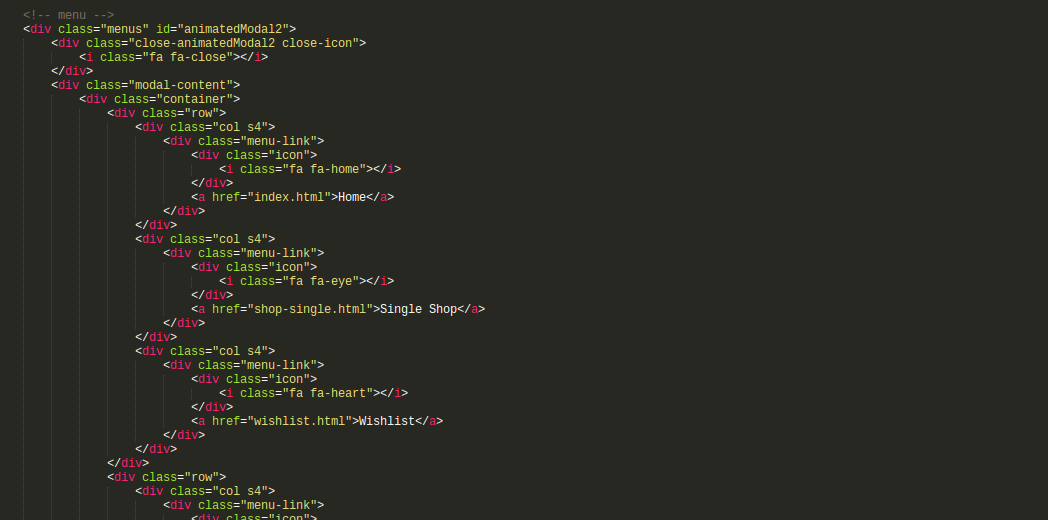 <!-- menu -->
<div class="menus" id="animatedModal2">
<div class="close-animatedModal2 close-icon">
<i class="fa fa-close"></i>
</div>
<div class="modal-content">
<div class="container">
<div class="row">
<div class="col s4">
<div class="menu-link">
<div class="icon">
<i class="fa fa-home"></i>
</div>
<a href="index.html">Home</a>
</div>
</div>
<div class="col s4">
<div class="menu-link">
<div class="icon">
<i class="fa fa-eye"></i>
</div>
<a href="shop-single.html">Single Shop</a>
</div>
</div>
<div class="col s4">
<div class="menu-link">
<div class="icon">
<i class="fa fa-heart"></i>
</div>
<a href="wishlist.html">Wishlist</a>
</div>
</div>
</div>
<div class="row">
<div class="col s4">
<div class="menu-link">
<div class="icon">